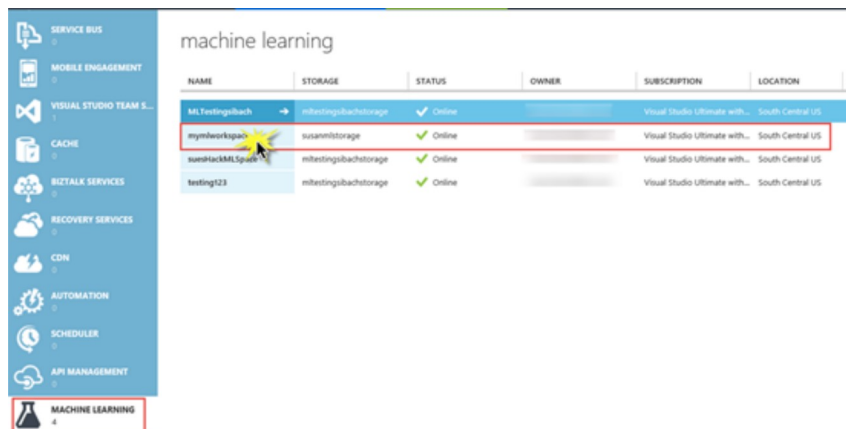 SERVICE BUS
0
MOBILE ENGAGEMENT
0
VISUAL STUDIO TEAM S...
1
CACHE
0
BIZTALK SERVICES
0
RECOVERY SERVICES
0
CDN
0
AUTOMATION
0
SCHEDULER
0
API MANAGEMENT
0
MACHINE LEARNING
4
machine learning
NAME STORAGE STATUS OWNER SUBSCRIPTION LOCATION
MLTestingsibach mltestingsibachstorage Online Visual Studio Ultimate with... South Central US
mymlworkspac susanmlstorage Online Visual Studio Ultimate with... South Central US
suesHackMLSpace mltestingsibachstorage Online Visual Studio Ultimate with... South Central US
testing123 mltestingsibachstorage Online Visual Studio Ultimate with... South Central US